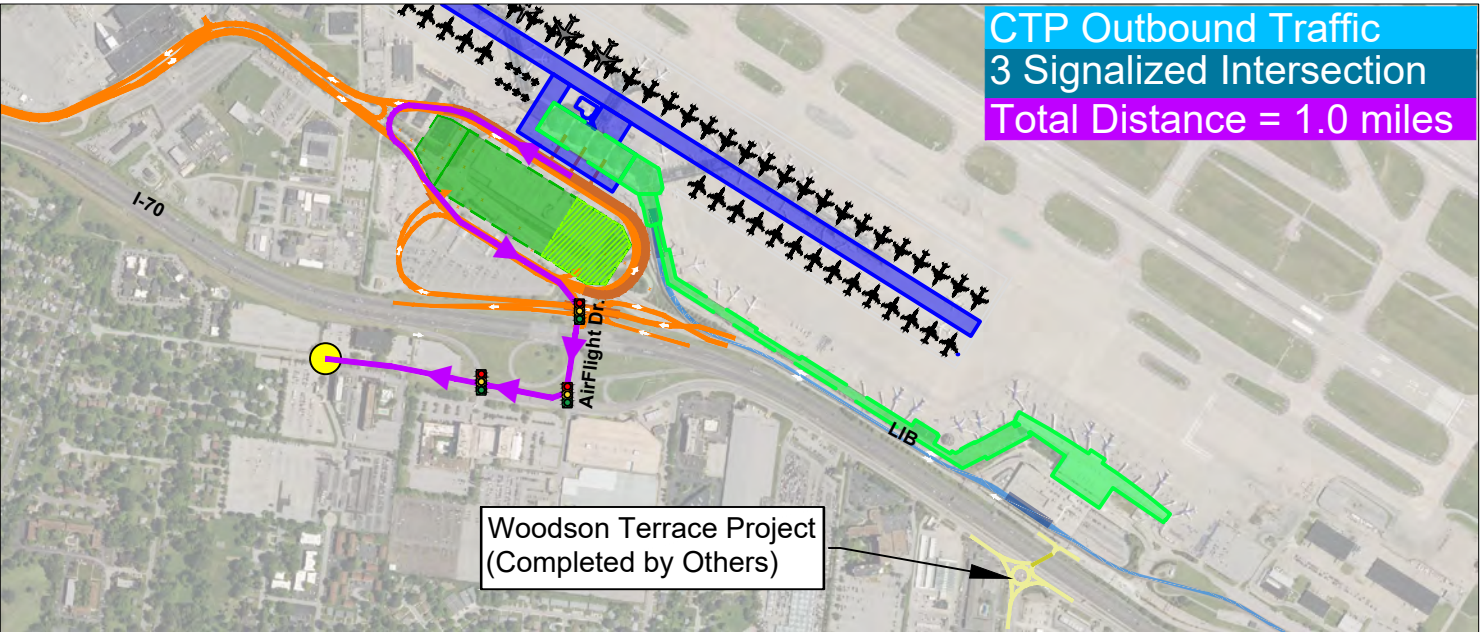 CTP Outbound Traffic
3 Signalized Intersection
Total Distance = 1.0 miles
I-70
AirFlight Dr.
LIB
Woodson Terrace Project
(Completed by Others)